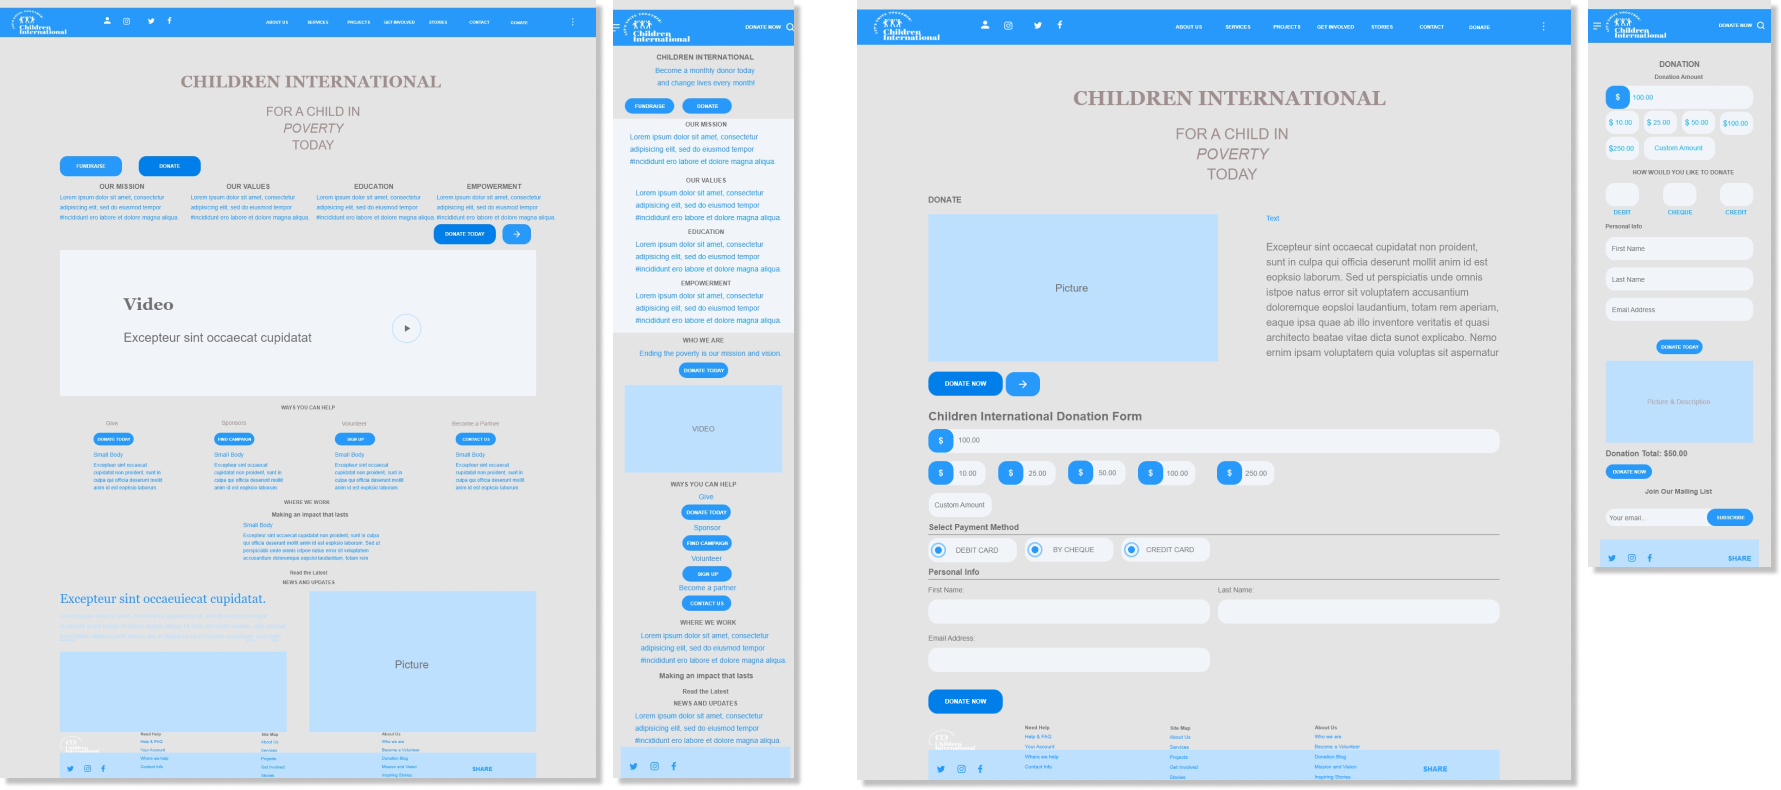 Children
International
ABOUT US SERVICES PROJECTS GET INVOLVED STORIES CONTACT DONATE
CHILDREN INTERNATIONAL
FOR A CHILD IN
POVERTY
TODAY
FUNDRAISE DONATE
OUR MISSION OUR VALUES EDUCATION EMPOWERMENT
Lorem ipsum dolor sit amet, consectetur Lorem ipsum dolor sit amet, consectetur Lorem ipsum dolor sit amet, consectetur Lorem ipsum dolor sit amet, consectetur
adipisicing elit, sed do eiusmod tempor adipisicing elit, sed do eiusmod tempor adipisicing elit, sed do eiusmod tempor adipisicing elit, sed do eiusmod tempor
#incididunt ero labore et dolore magna aliqua. #incididunt ero labore et dolore magna aliqua. #incididunt ero labore et dolore magna aliqua. #incididunt ero labore et dolore magna aliqua.
DONATE TODAY
Video
Excepteur sint occaecat cupidatat
WAYS YOU CAN HELP
Give Sponsors Volunteer Become a Partner
DONATE TODAY FIND CAMPAIGN SIGN UP CONTACT US
Small Body Small Body Small Body Small Body
Excepteur sint occaecat Excepteur sint occaecat Excepteur sint occaecat Excepteur sint occaecat
cupidatat non proident, sunt in cupidatat non proident, sunt in cupidatat non proident, sunt in cupidatat non proident, sunt in
culpa qui officia deserunt mollit culpa qui officia deserunt mollit culpa qui officia deserunt mollit culpa qui officia deserunt mollit
anim id est eopksio laborum anim id est eopksio laborum anim id est eopksio laborum anim id est eopksio laborum
WHERE WE WORK
Making an impact that lasts
Small Body
Excepteur sint occaecat cupidatat non proident, sunt in culpa
qui officia deserunt mollit anim id est eopksio laborum. Sed ut
perspiciatis unde omnis istpoe natus error sit voluptatem
accusantium doloremque eopsloi laudantium, totam rem
Read the Latest
NEWS AND UPDATES
Excepteur sint occaeuiecat cupidatat.
Picture
Need Help Site Map About Us
Help & FAQ About Us Who we are
Your Account Services Become a Volunteer
Where we help Projects Donation Blog
Contact Info Get Involved Mission and Vision
Stories Inspiring Stories
SHARE
Children
International
DONATE NOW
CHILDREN INTERNATIONAL
Become a monthly donor today
and change lives every month!
FUNDRAISE DONATE
OUR MISSION
Lorem ipsum dolor sit amet, consectetur
adipisicing elit, sed do eiusmod tempor
#incididunt ero labore et dolore magna aliqua.
OUR VALUES
Lorem ipsum dolor sit amet, consectetur
adipisicing elit, sed do eiusmod tempor
#incididunt ero labore et dolore magna aliqua.
EDUCATION
Lorem ipsum dolor sit amet, consectetur
adipisicing elit, sed do eiusmod tempor
#incididunt ero labore et dolore magna aliqua.
EMPOWERMENT
Lorem ipsum dolor sit amet, consectetur
adipisicing elit, sed do eiusmod tempor
#incididunt ero labore et dolore magna aliqua.
WHO WE ARE
Ending the poverty is our mission and vision.
DONATE TODAY
VIDEO
WAYS YOU CAN HELP
Give
DONATE TODAY
Sponsor
FIND CAMPAIGN
Volunteer
SIGN UP
Become a partner
CONTACT US
WHERE WE WORK
Lorem ipsum dolor sit amet, consectetur
adipisicing elit, sed do eiusmod tempor
#incididunt ero labore et dolore magna aliqua.
Making an impact that lasts
Read the Latest
NEWS AND UPDATES
Lorem ipsum dolor sit amet, consectetur
adipisicing elit, sed do eiusmod tempor
#incididunt ero labore et dolore magna aliqua.
Children
International
ABOUT US SERVICES PROJECTS GET INVOLVED STORIES CONTACT DONATE
CHILDREN INTERNATIONAL
FOR A CHILD IN
POVERTY
TODAY
DONATE
Picture
Text
Excepteur sint occaecat cupidatat non proident,
sunt in culpa qui officia deserunt mollit anim id est
eopksio laborum. Sed ut perspiciatis unde omnis
istpoe natus error sit voluptatem accusantium
doloremque eopsloi laudantium, totam rem aperiam,
eaque ipsa quae ab illo inventore veritatis et quasi
architecto beatae vitae dicta sunot explicabo. Nemo
ernim ipsam voluptatem quia voluptas sit aspernatur
DONATE NOW
Children International Donation Form
$ 100.00
$ 10.00 $ 25.00 $ 50.00 $ 100.00 $ 250.00
Custom Amount
Select Payment Method
DEBIT CARD BY CHEQUE CREDIT CARD
Personal Info
First Name: Last Name:
Email Address:
DONATE NOW
Need Help Site Map About Us
Help & FAQ About Us Who we are
Your Account Services Become a Volunteer
Where we help Projects Donation Blog
Contact Info Get Involved Mission and Vision
Stories Inspiring Stories
SHARE
Children
International
DONATE NOW
DONATION
Donation Amount
$ 100.00
$ 10.00 $ 25.00 $ 50.00 $100.00
$250.00 Custom Amount
HOW WOULD YOU LIKE TO DONATE
DEBIT CHEQUE CREDIT
Personal Info
First Name
Last Name
Email Address
DONATE TODAY
Picture & Description
Donation Total: $50.00
DONATE NOW
Join Our Mailing List
Your email... SUBSCRIBE
SHARE